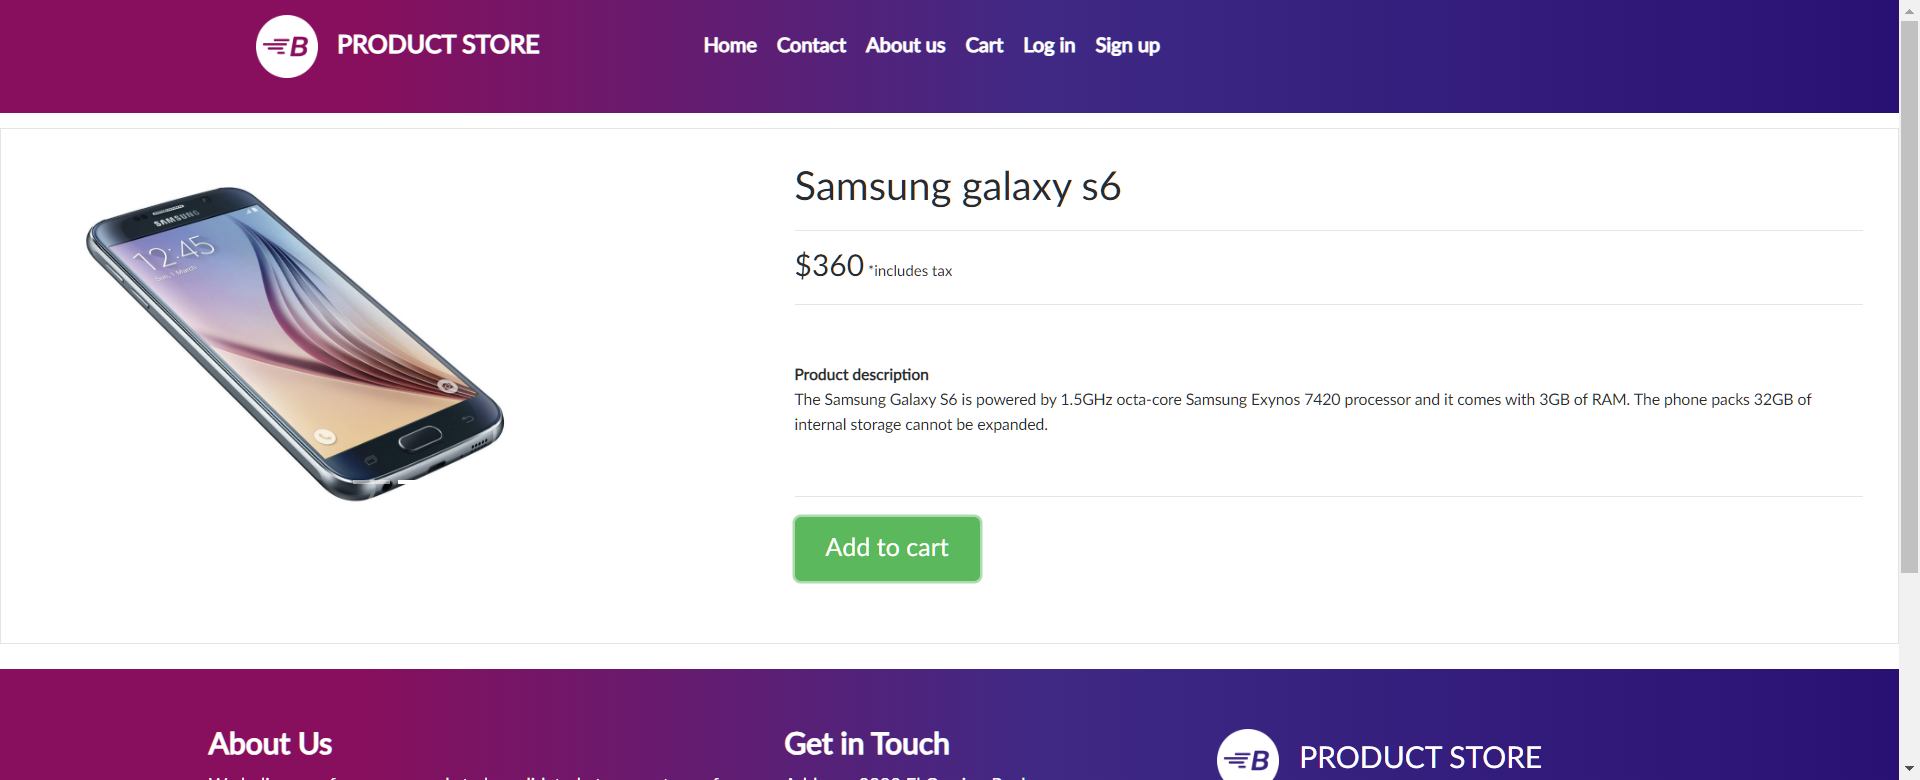 B PRODUCT STORE
Home Contact About us Cart Log in Sign up
SAMSUNG
12:45
Sun, 1 March
Samsung galaxy s6
$360 *includes tax
Product description
The Samsung Galaxy S6 is powered by 1.5GHz octa-core Samsung Exynos 7420 processor and it comes with 3GB of RAM. The phone packs 32GB of
internal storage cannot be expanded.
Add to cart
About Us
Get in Touch
B PRODUCT STORE